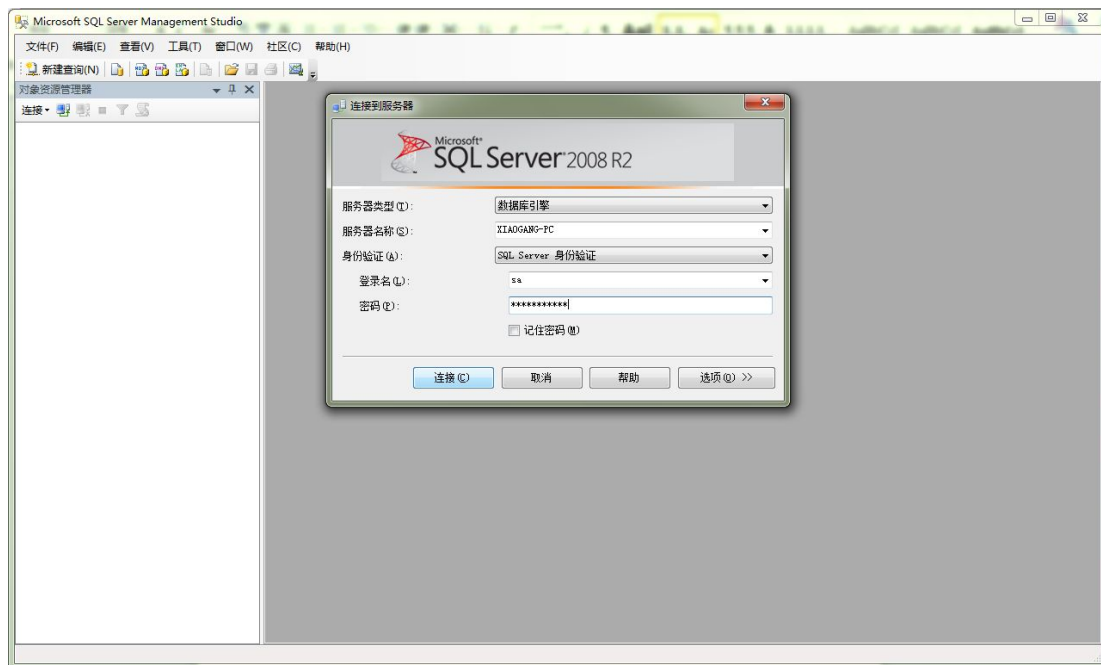 Microsoft SQL Server Management Studio
文件(F) 编辑(E) 查看(V) 工具(T) 窗口(W) 社区(C) 帮助(H)
新建查询(N)
对象资源管理器
连接
连接到服务器
Microsoft
SQL Server 2008 R2
服务器类型(T): 数据库引擎
服务器名称(S): XIAOGANG-PC
身份验证(A): SQL Server 身份验证
登录名(L): sa
密码(P): ***********
记住密码(M)
连接(C) 取消 帮助 选项(O) >>